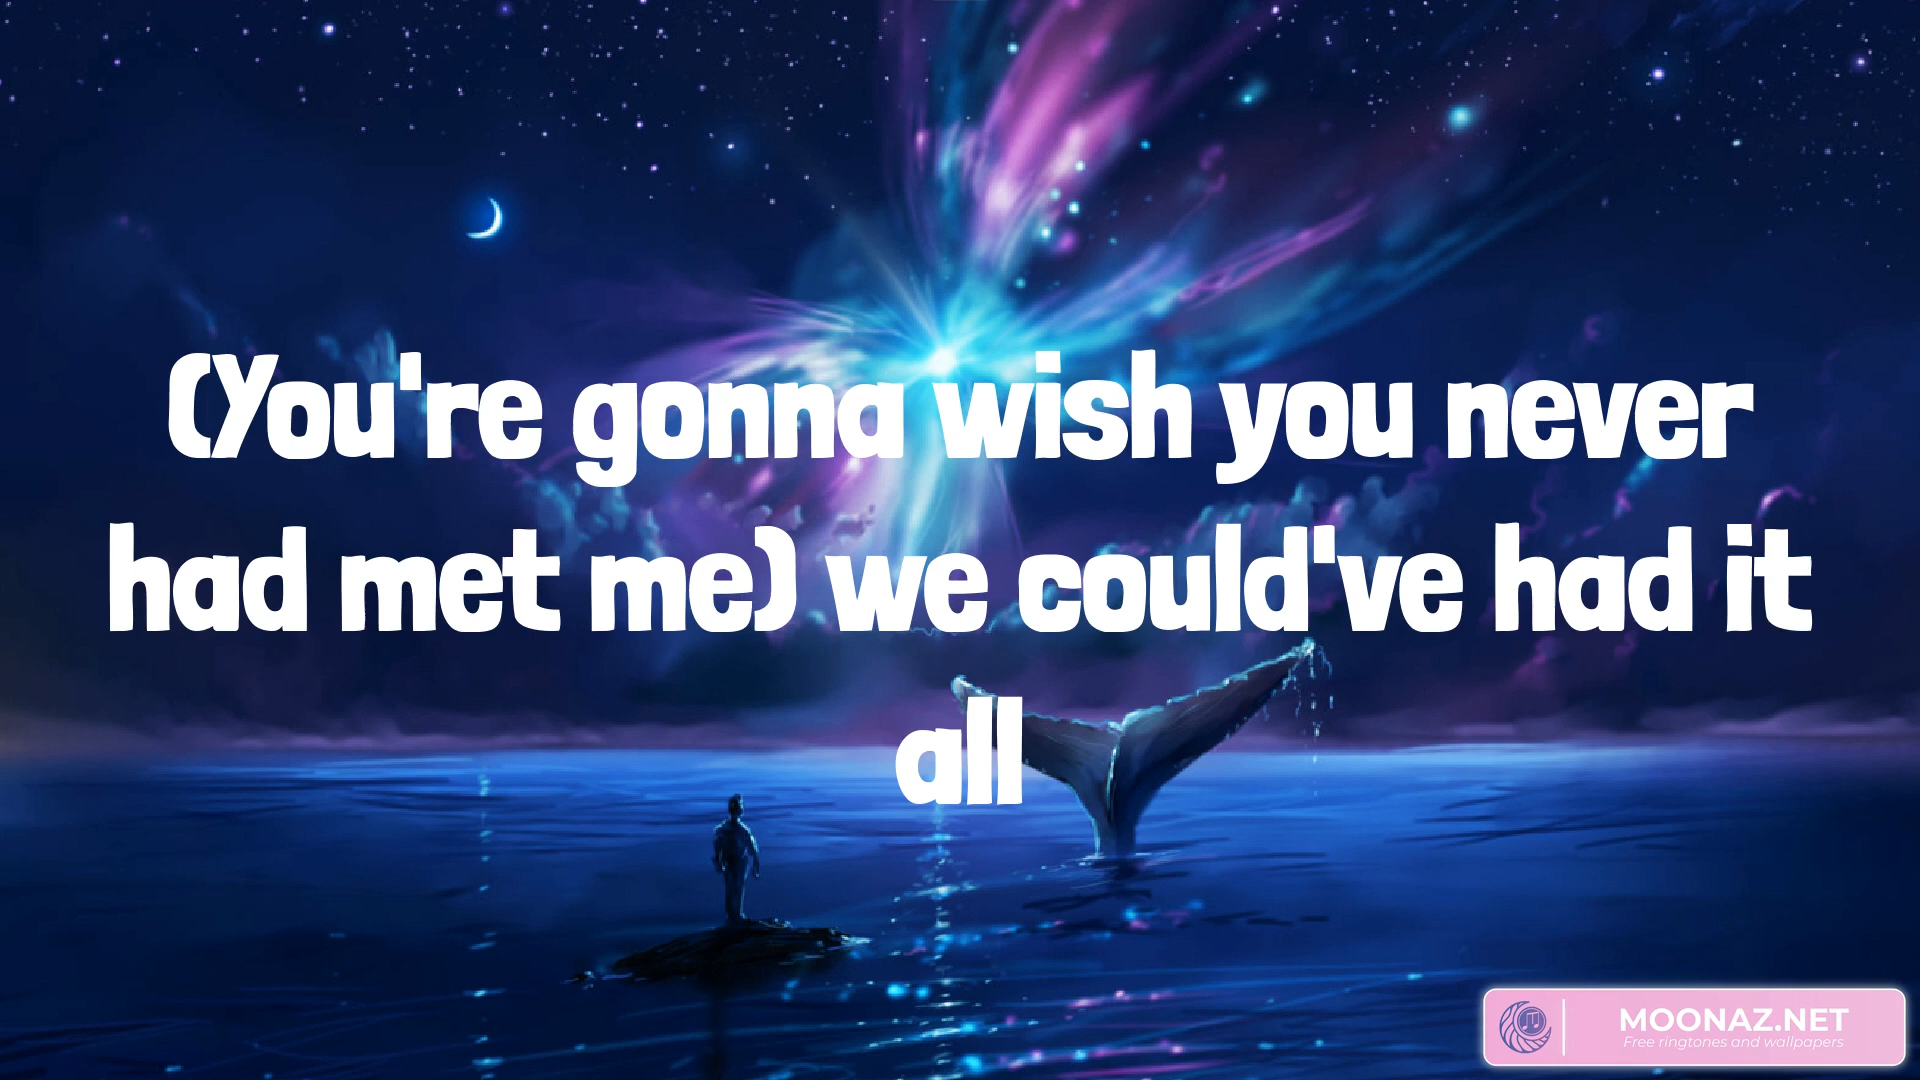 (You're gonna wish you never
had met me) we could've had it
all
MOONAZ.NET
Free ringtones and wallpapers